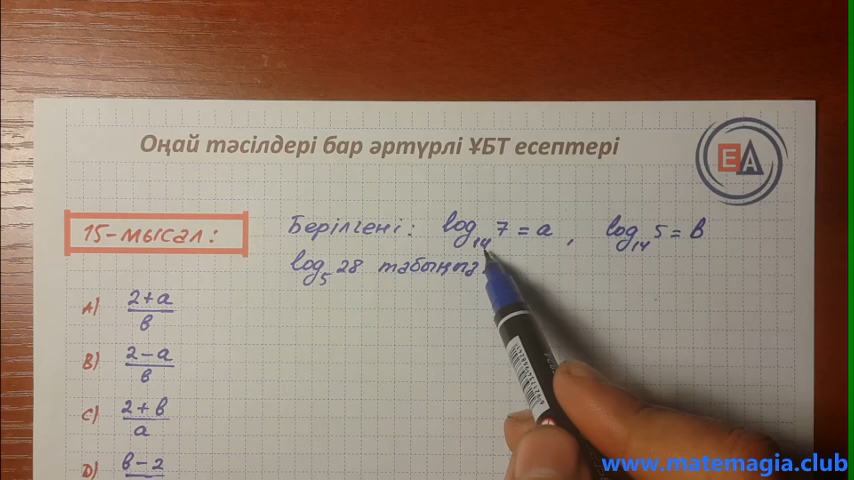 Оңай тәсілдері бар әртүрлі ҰБТ есептері
EA
15-мысал:
Берілгені: log₁₄ 7 = a, log₁₄ 5 = в
log₅ 28 табыңыз
A) (2+a)/в
B) (2-a)/в
C) (2+в)/a
D) в-2
www.matemagia.club